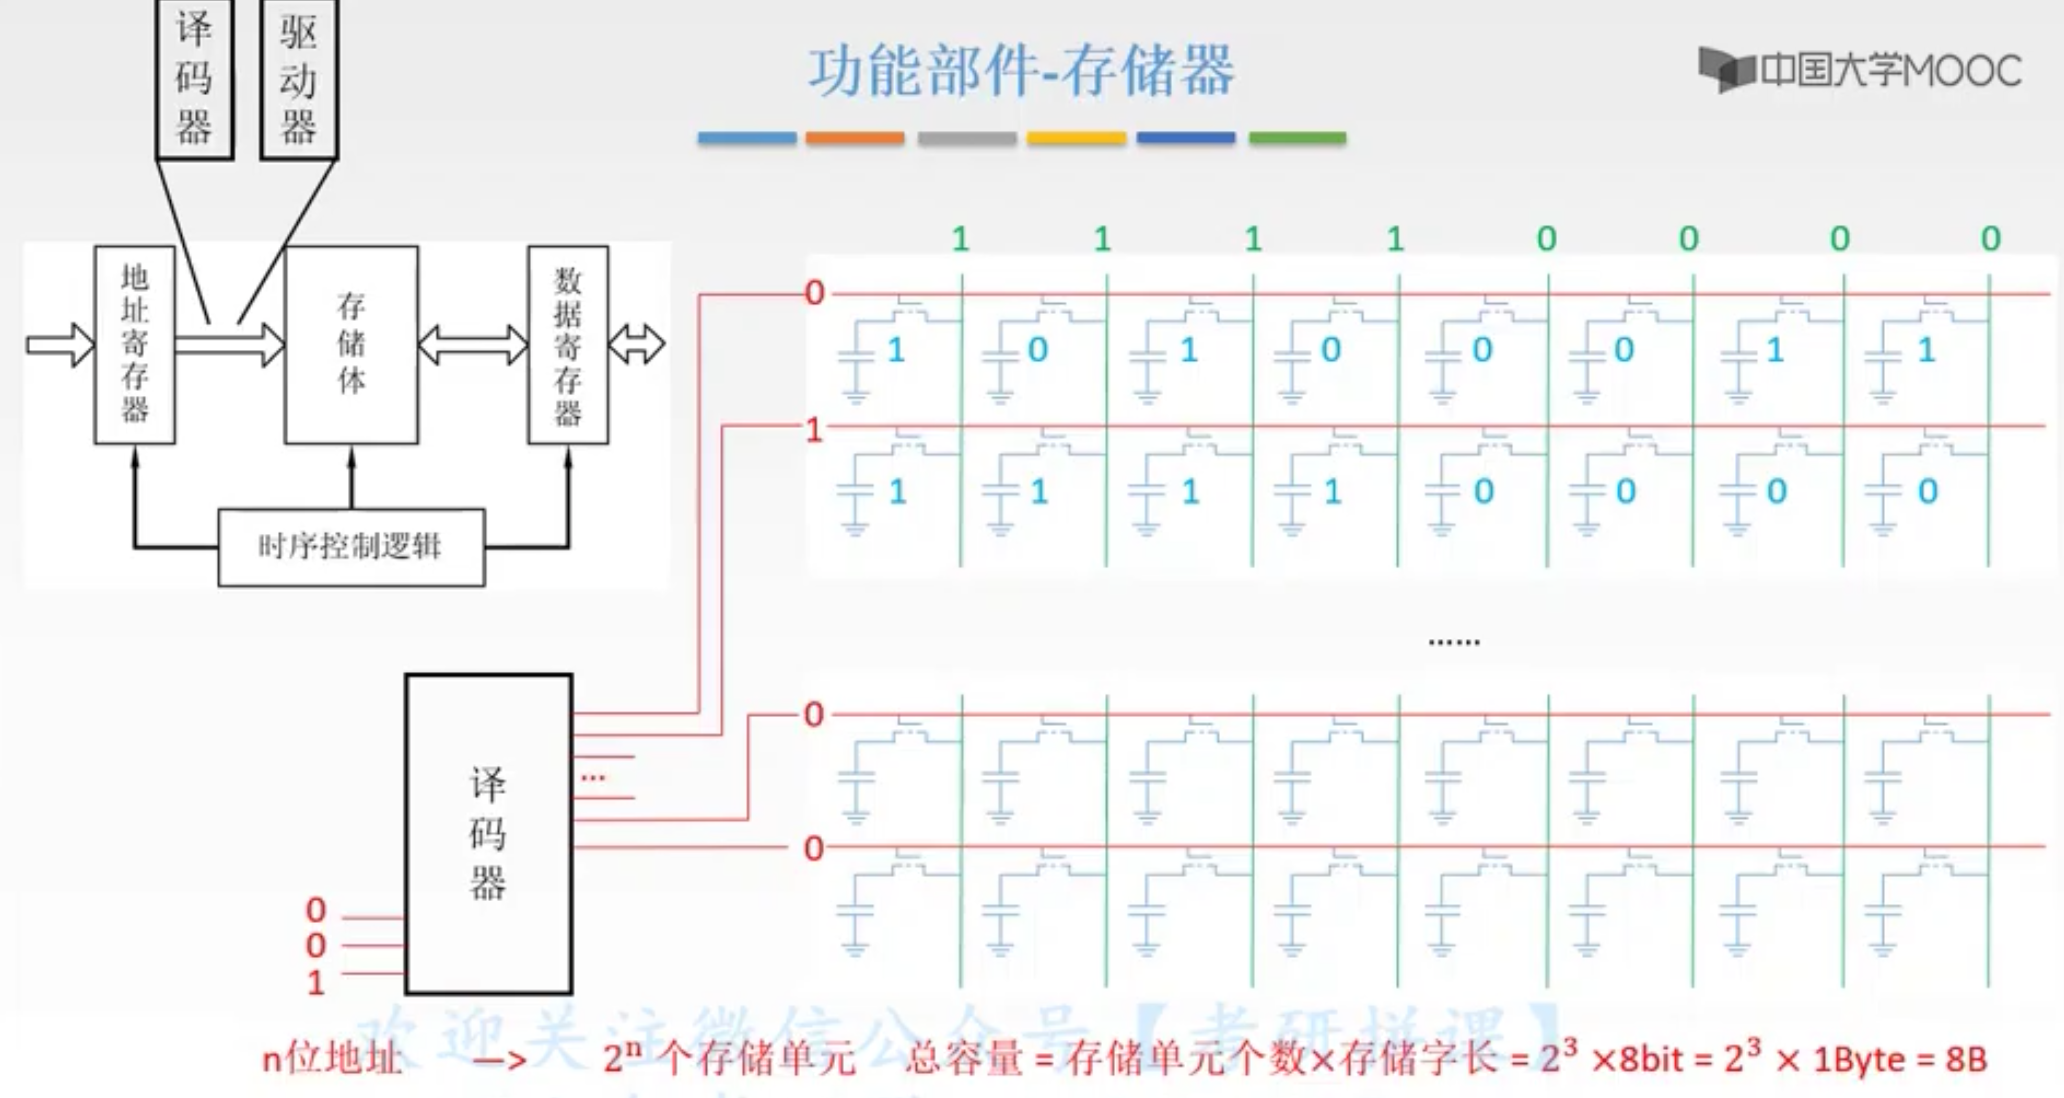 译码器
驱动器
功能部件-存储器
中国大学MOOC
地址寄存器
存储体
数据寄存器
时序控制逻辑
1 1 1 1 0 0 0 0
0
1 0 1 0 0 0 1 1
1
1 1 1 1 0 0 0 0
……
0
0
译码器
...
0
0
1
欢迎关注微信公众号【考研拼课】
n位地址 —> 2ⁿ 个存储单元 总容量 = 存储单元个数×存储字长 = 2³ ×8bit = 2³ × 1Byte = 8B